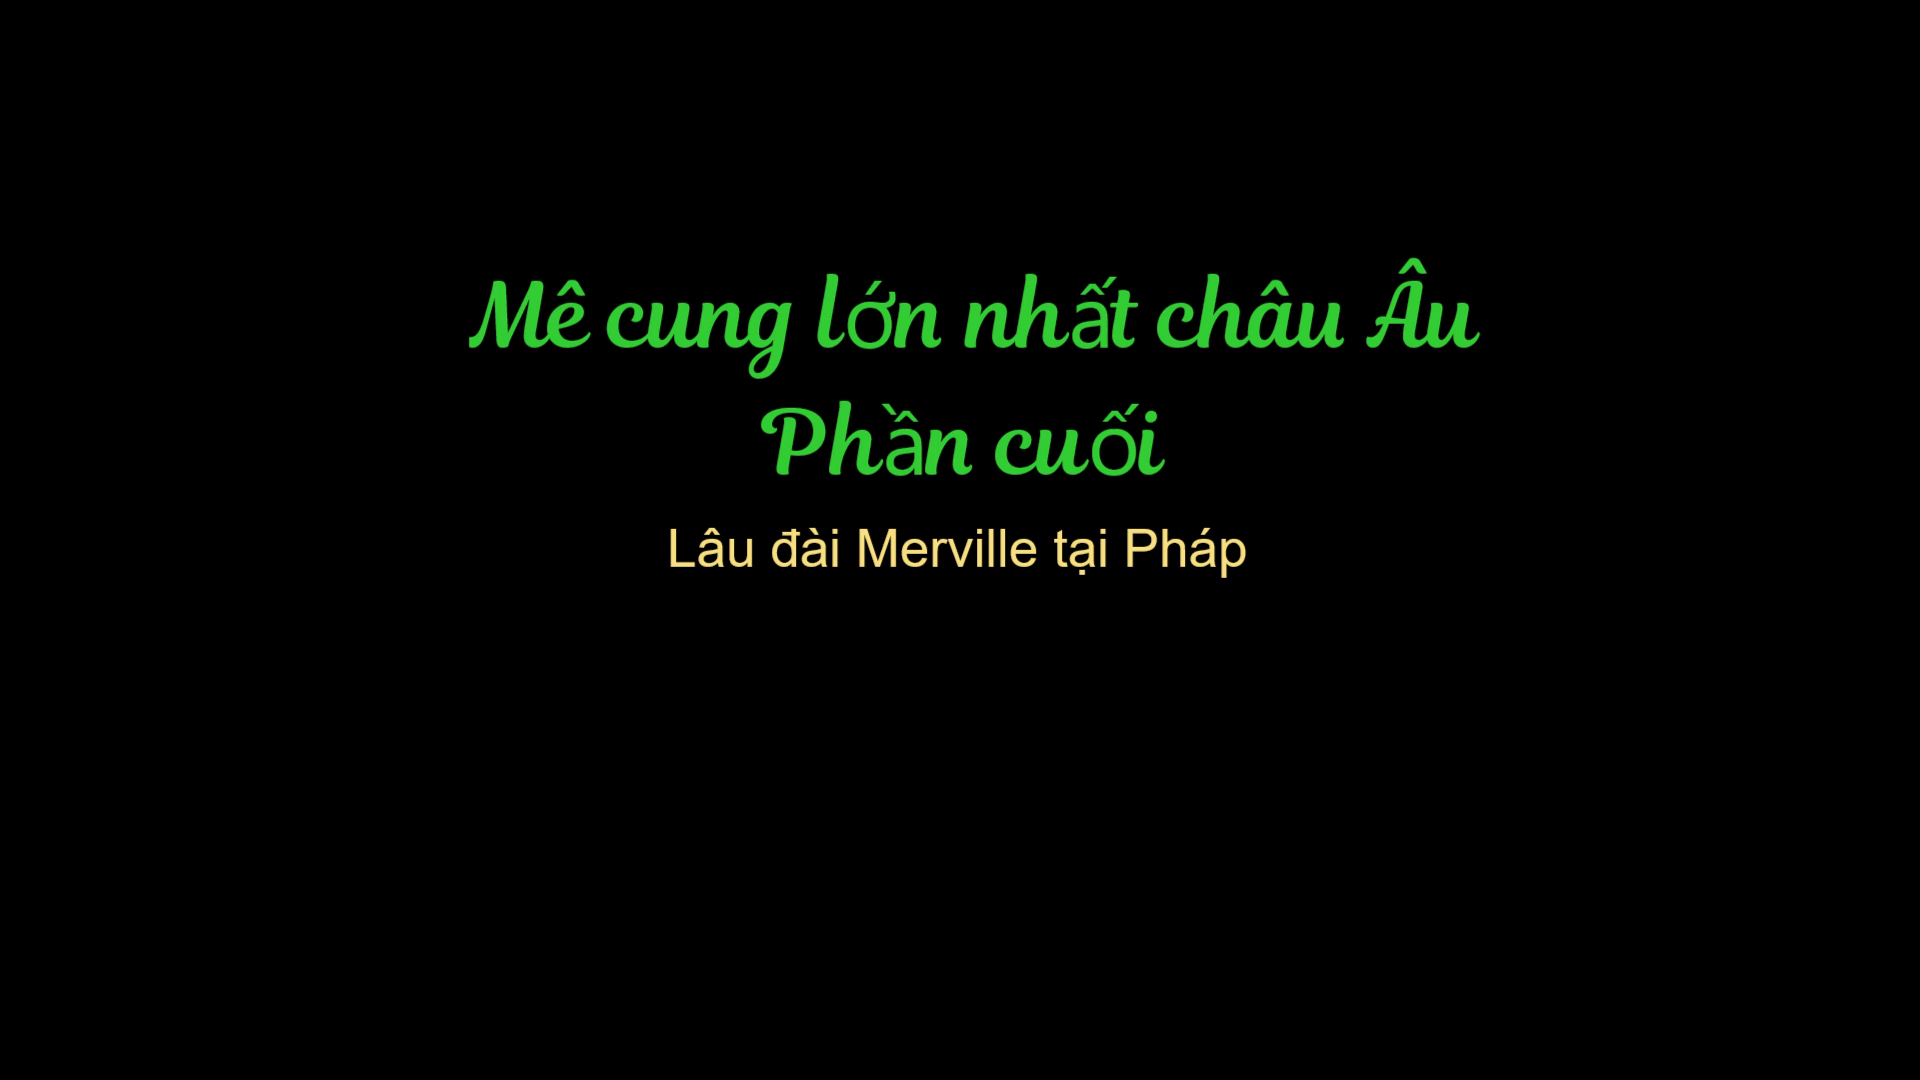 Mê cung lớn nhất châu Âu
Phần cuối
Lâu đài Merville tại Pháp